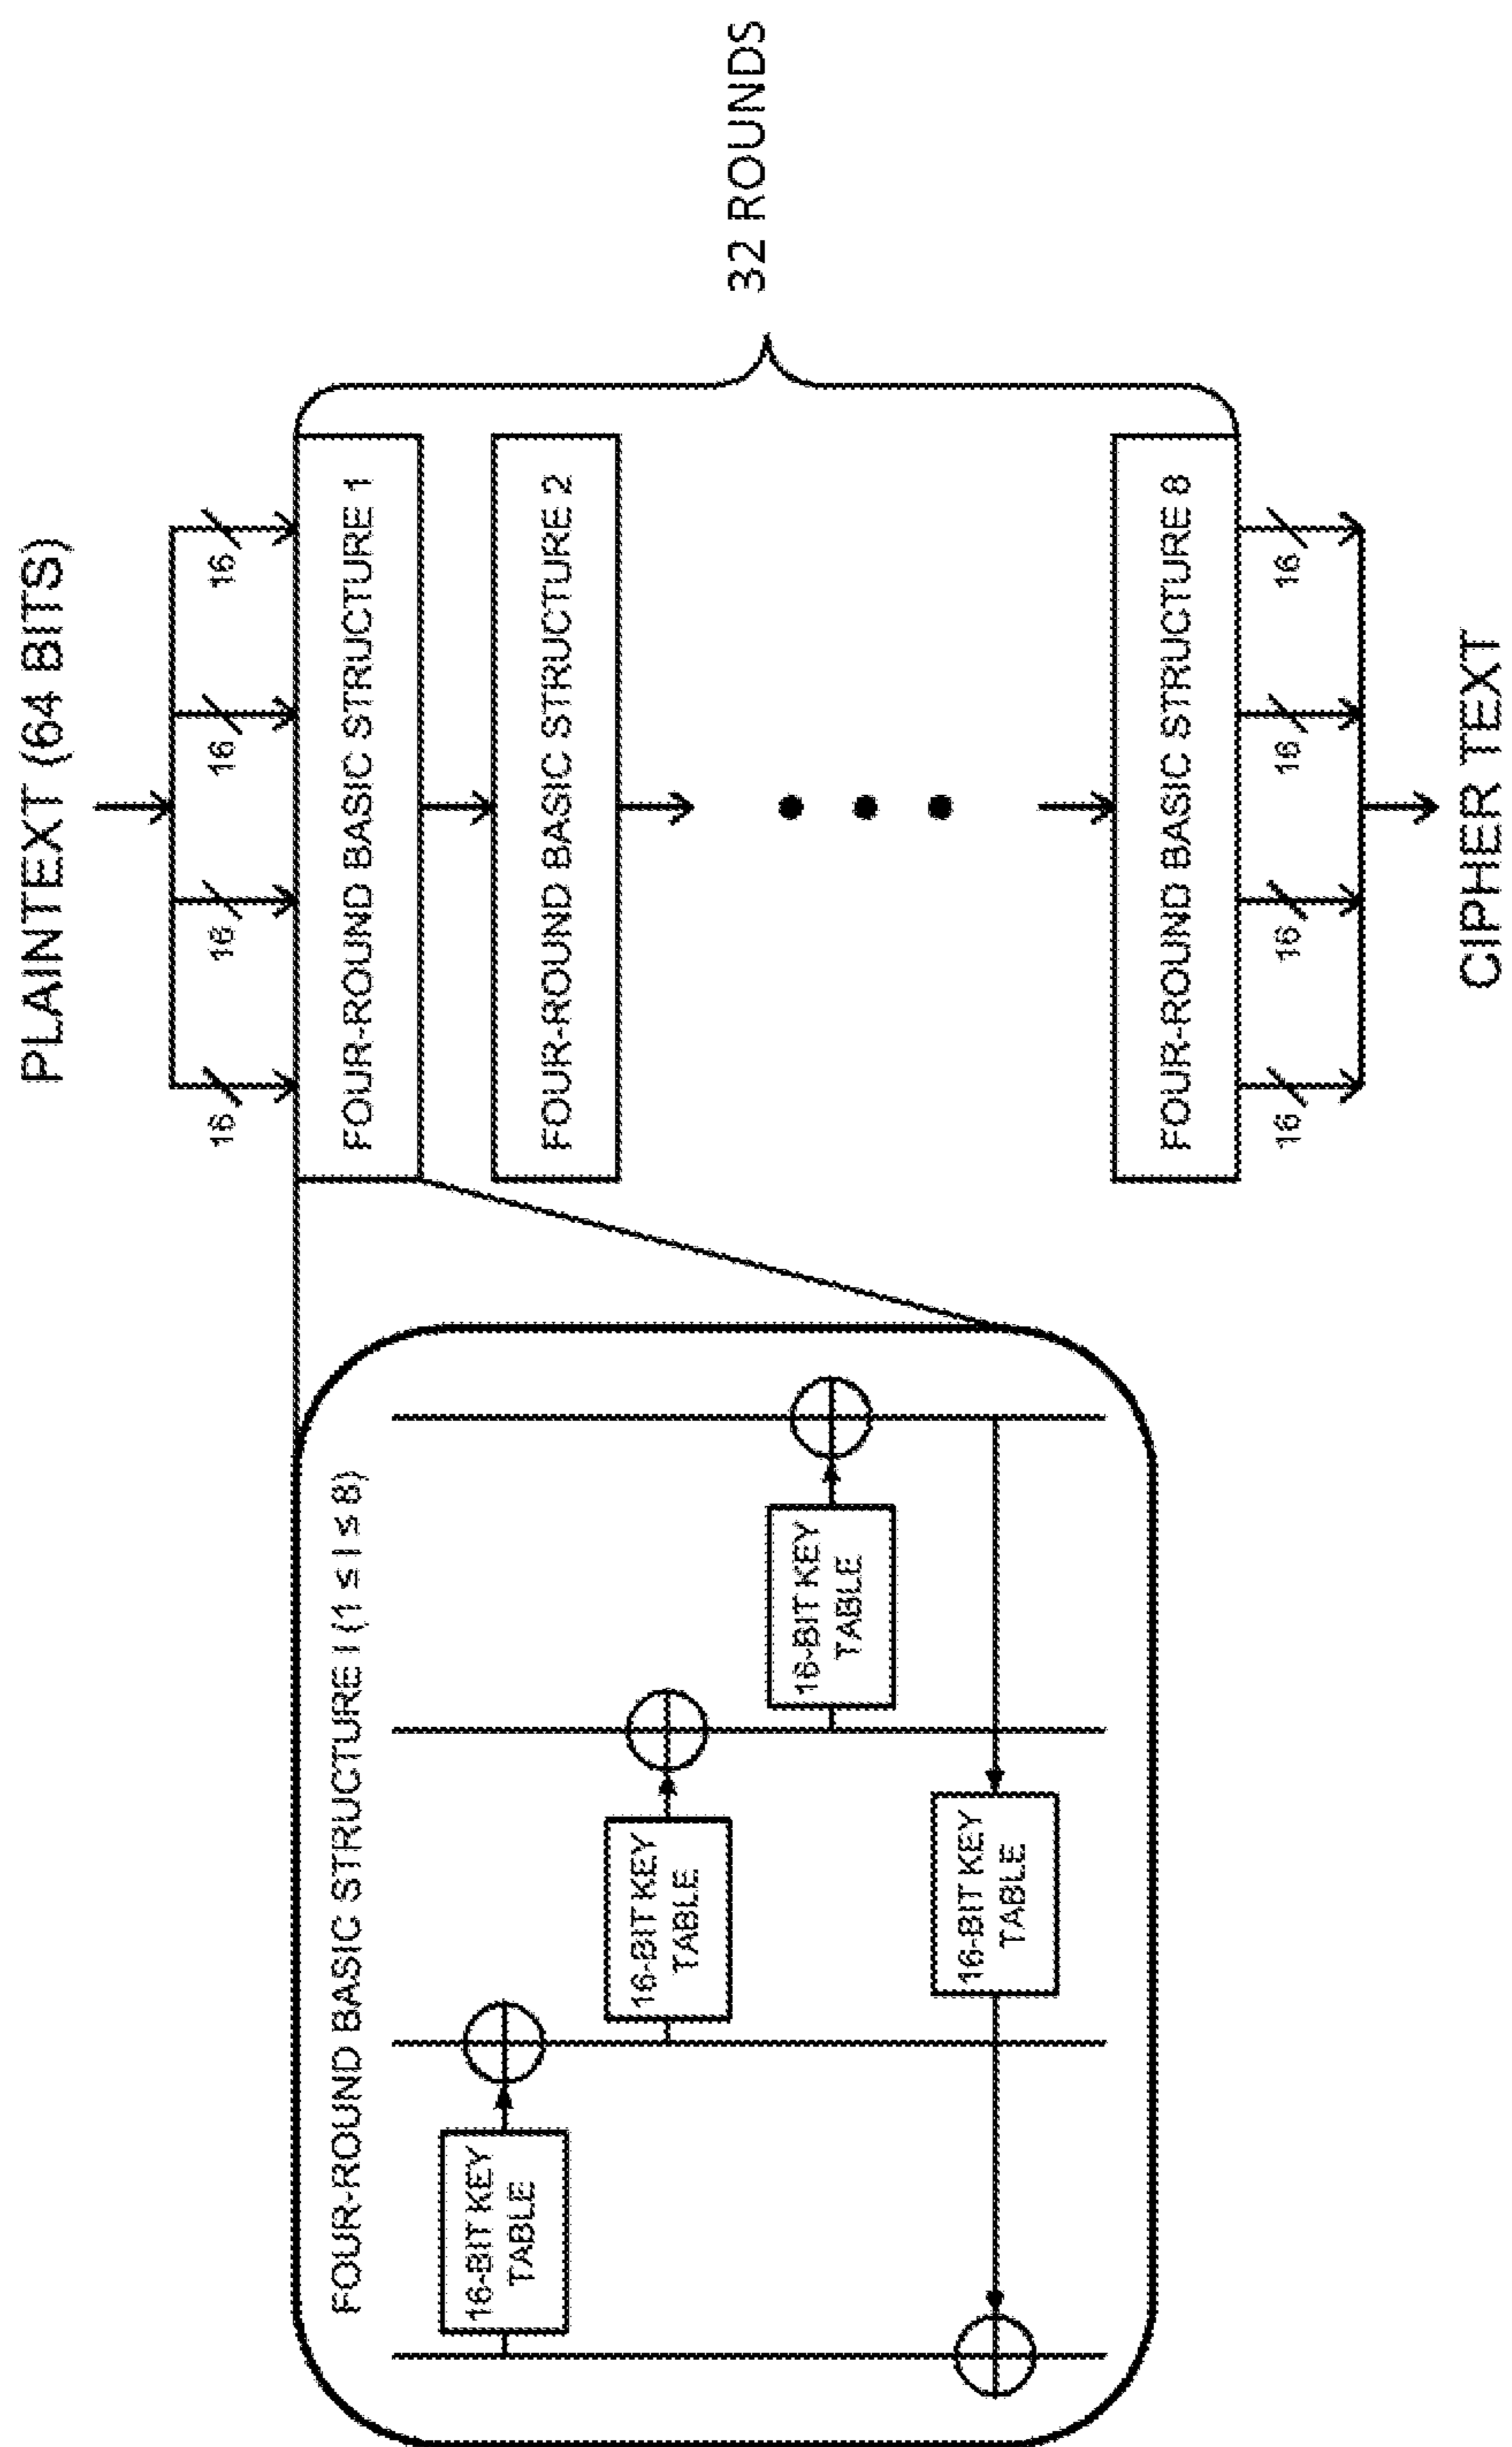 PLAINTEXT (64 BITS)
16
16
16
16
FOUR-ROUND BASIC STRUCTURE 1
FOUR-ROUND BASIC STRUCTURE 2
FOUR-ROUND BASIC STRUCTURE 8
32 ROUNDS
16
16
16
16
CIPHER TEXT
FOUR-ROUND BASIC STRUCTURE I (1 ≤ I ≤ 8)
16-BIT KEY
TABLE
16-BIT KEY
TABLE
16-BIT KEY
TABLE
16-BIT KEY
TABLE